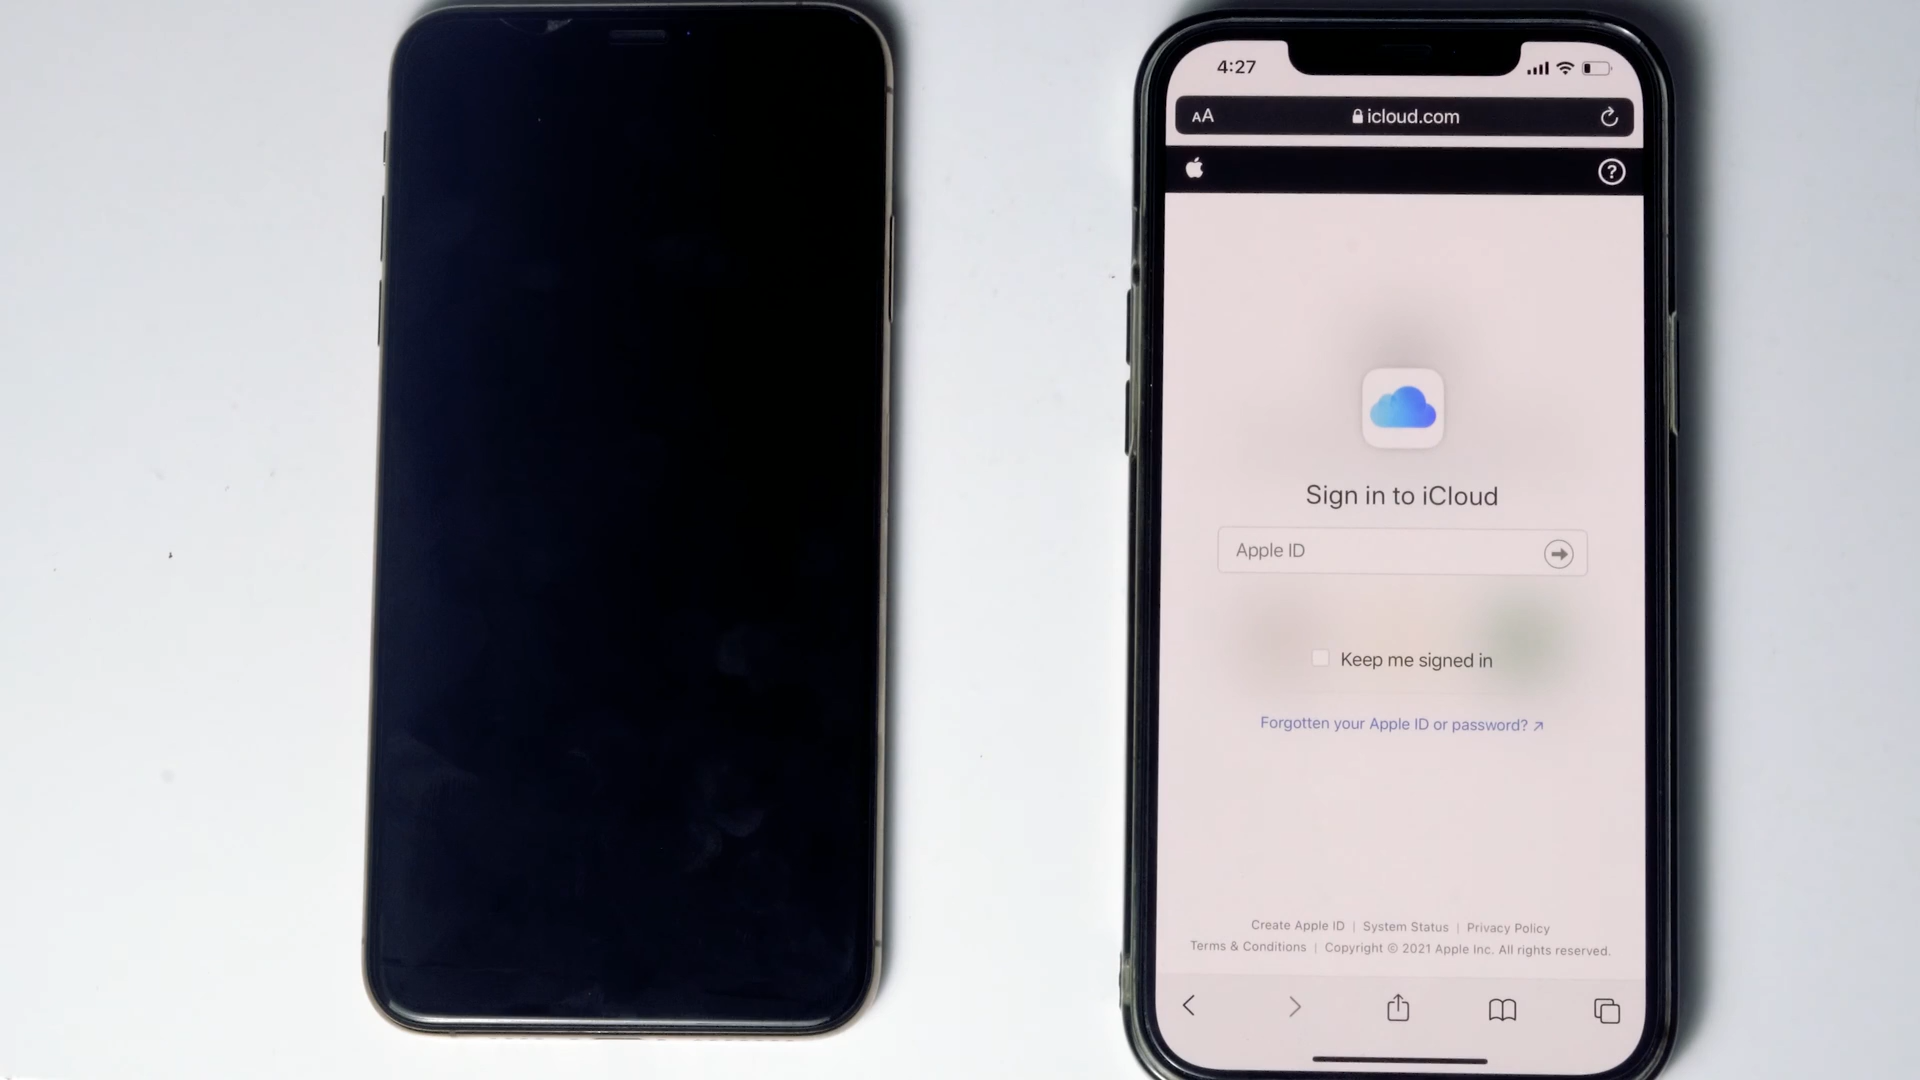 4:27
AA icloud.com
?
Sign in to iCloud
Apple ID
Keep me signed in
Forgotten your Apple ID or password? ↗
Create Apple ID | System Status | Privacy Policy
Terms & Conditions | Copyright © 2021 Apple Inc. All rights reserved.